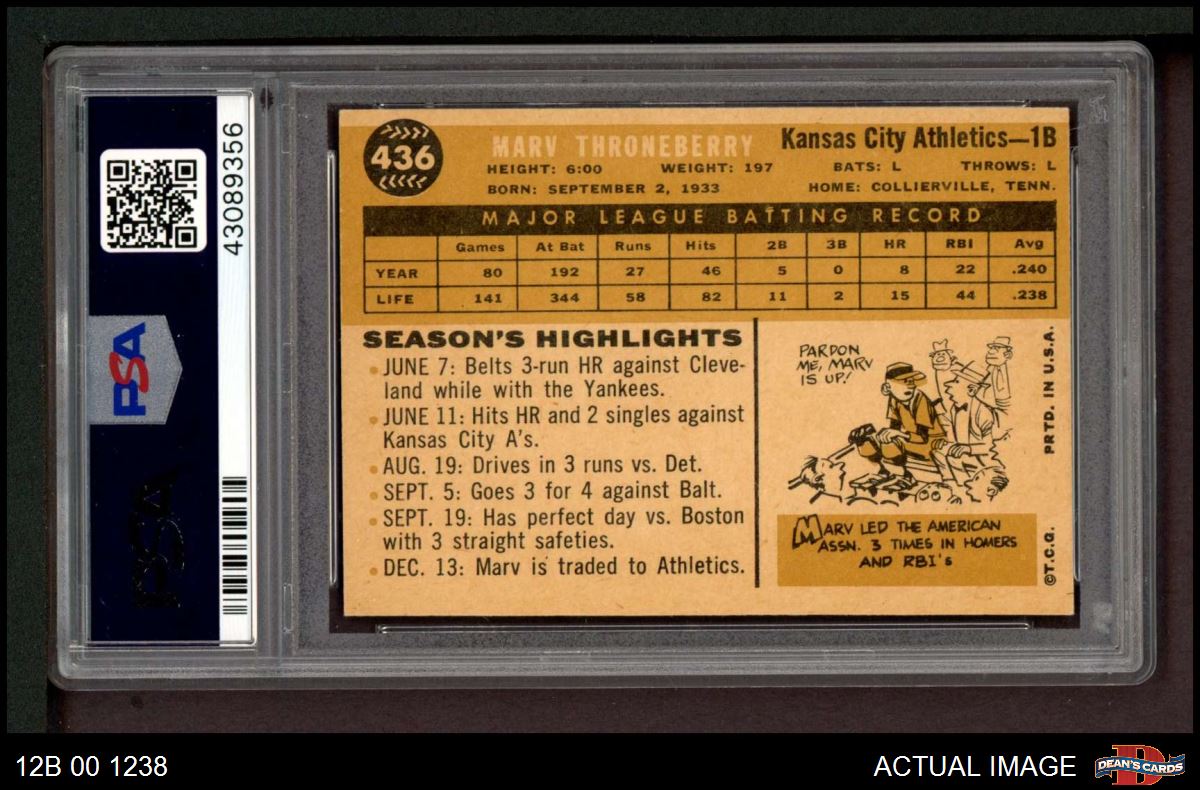 436
MARV THRONEBERRY
Kansas City Athletics—1B
HEIGHT: 6:00 WEIGHT: 197 BATS: L THROWS: L
BORN: SEPTEMBER 2, 1933 HOME: COLLIERVILLE, TENN.
MAJOR LEAGUE BATTING RECORD
Games At Bat Runs Hits 2B 3B HR RBI Avg
YEAR 80 192 27 46 5 0 8 22 .240
LIFE 141 344 58 82 11 2 15 44 .238
SEASON'S HIGHLIGHTS
• JUNE 7: Belts 3-run HR against Cleve-
land while with the Yankees.
• JUNE 11: Hits HR and 2 singles against
Kansas City A's.
• AUG. 19: Drives in 3 runs vs. Det.
• SEPT. 5: Goes 3 for 4 against Balt.
• SEPT. 19: Has perfect day vs. Boston
with 3 straight safeties.
• DEC. 13: Marv is traded to Athletics.
PARDON
ME, MARV
IS UP!
MARV LED THE AMERICAN
ASSN. 3 TIMES IN HOMERS
AND RBI's
©T.C.G.
PRTD. IN U.S.A.
43089356
PSA
PSA
12B 00 1238
ACTUAL IMAGE
DEAN'S CARDS